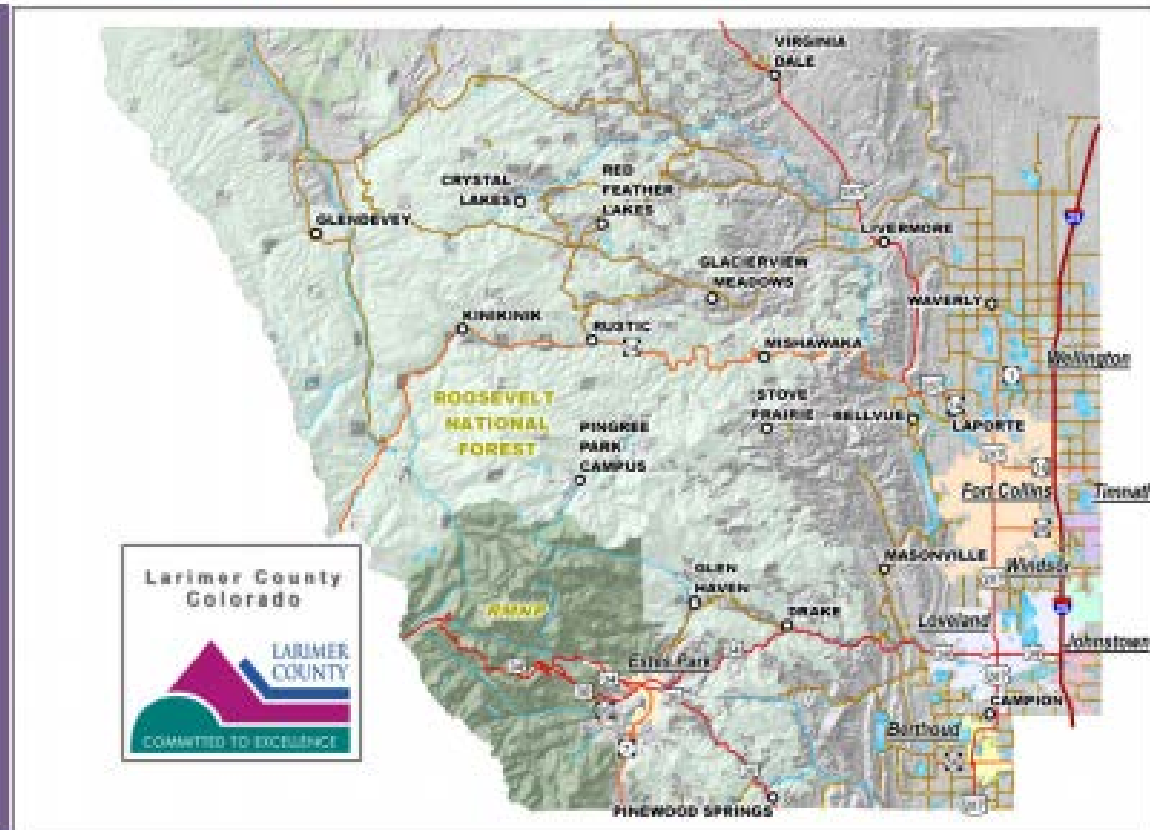 VIRGINIA
DALE
CRYSTAL
LAKES
RED
FEATHER
LAKES
GLENDEVEY
LIVERMORE
GLACIERVIEW
MEADOWS
WAVERLY
KINIKINIK
RUSTIC
MISHAWAKA
Wellington
ROOSEVELT
NATIONAL
FOREST
STOVE
PRAIRIE
BELLVUE
LAPORTE
PINGREE
PARK
CAMPUS
Fort Collins
Timnath
MASONVILLE
Windsor
GLEN
HAVEN
RMNP
DRAKE
Loveland
Johnstown
Estes Park
CAMPION
Berthoud
PINEWOOD SPRINGS
Larimer County
Colorado
LARIMER
COUNTY
COMMITTED TO EXCELLENCE